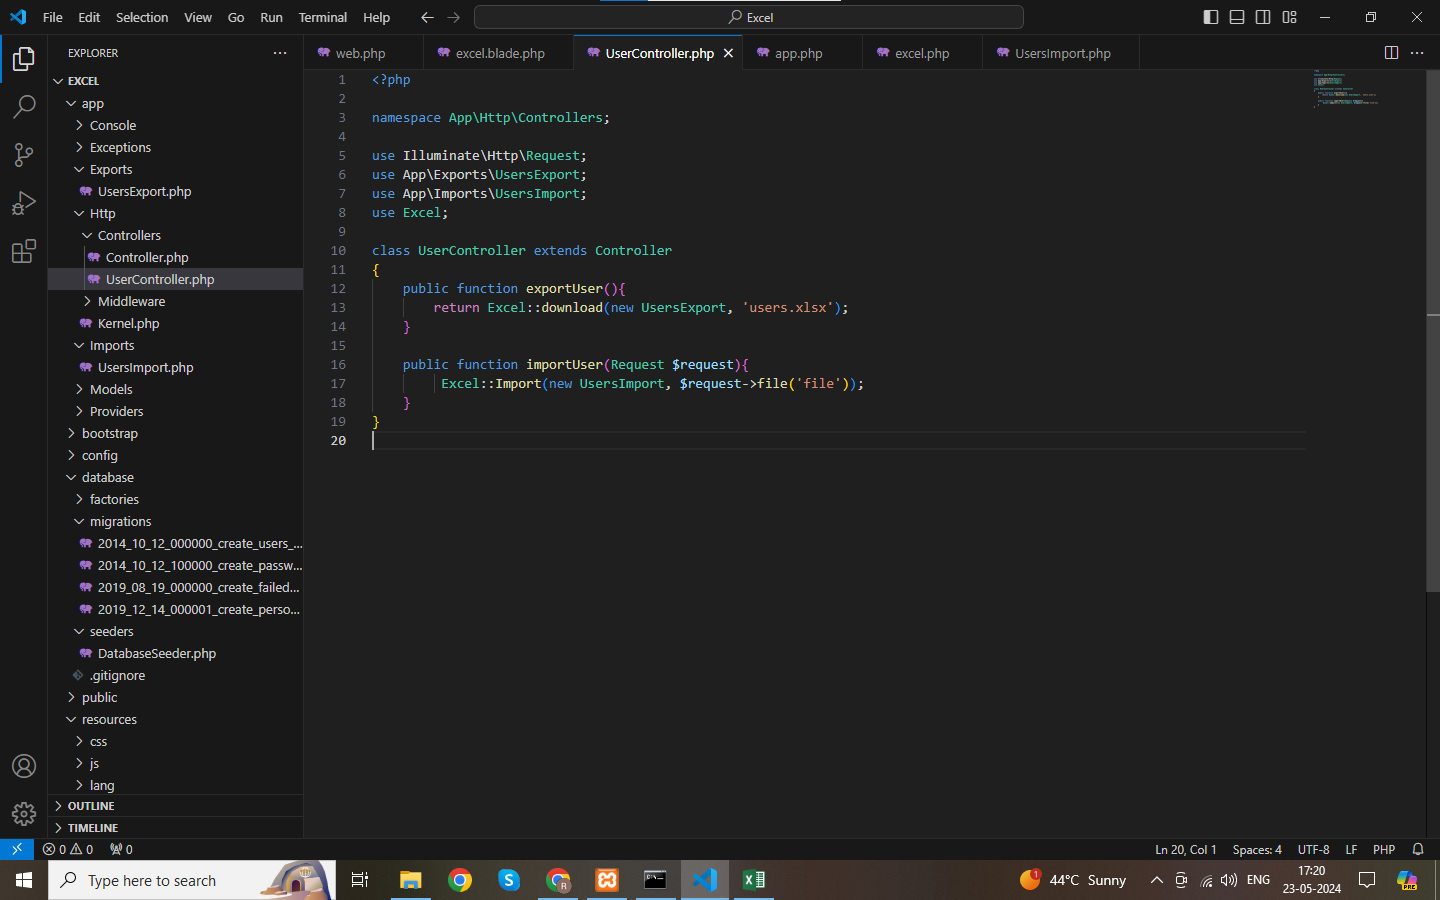 File Edit Selection View Go Run Terminal Help
Excel
EXPLORER
web.php
excel.blade.php
UserController.php
app.php
excel.php
UsersImport.php
EXCEL
app
Console
Exceptions
Exports
UsersExport.php
Http
Controllers
Controller.php
UserController.php
Middleware
Kernel.php
Imports
UsersImport.php
Models
Providers
bootstrap
config
database
factories
migrations
2014_10_12_000000_create_users_...
2014_10_12_100000_create_passw...
2019_08_19_000000_create_failed...
2019_12_14_000001_create_perso...
seeders
DatabaseSeeder.php
.gitignore
public
resources
css
js
lang
OUTLINE
TIMELINE
1 <?php
2
3 namespace App\Http\Controllers;
4
5 use Illuminate\Http\Request;
6 use App\Exports\UsersExport;
7 use App\Imports\UsersImport;
8 use Excel;
9
10 class UserController extends Controller
11 {
12 public function exportUser(){
13 return Excel::download(new UsersExport, 'users.xlsx');
14 }
15
16 public function importUser(Request $request){
17 Excel::Import(new UsersImport, $request->file('file'));
18 }
19 }
20
0 0 0
Ln 20, Col 1 Spaces: 4 UTF-8 LF PHP
Type here to search
1
44°C Sunny
ENG
17:20
23-05-2024
R
PRE